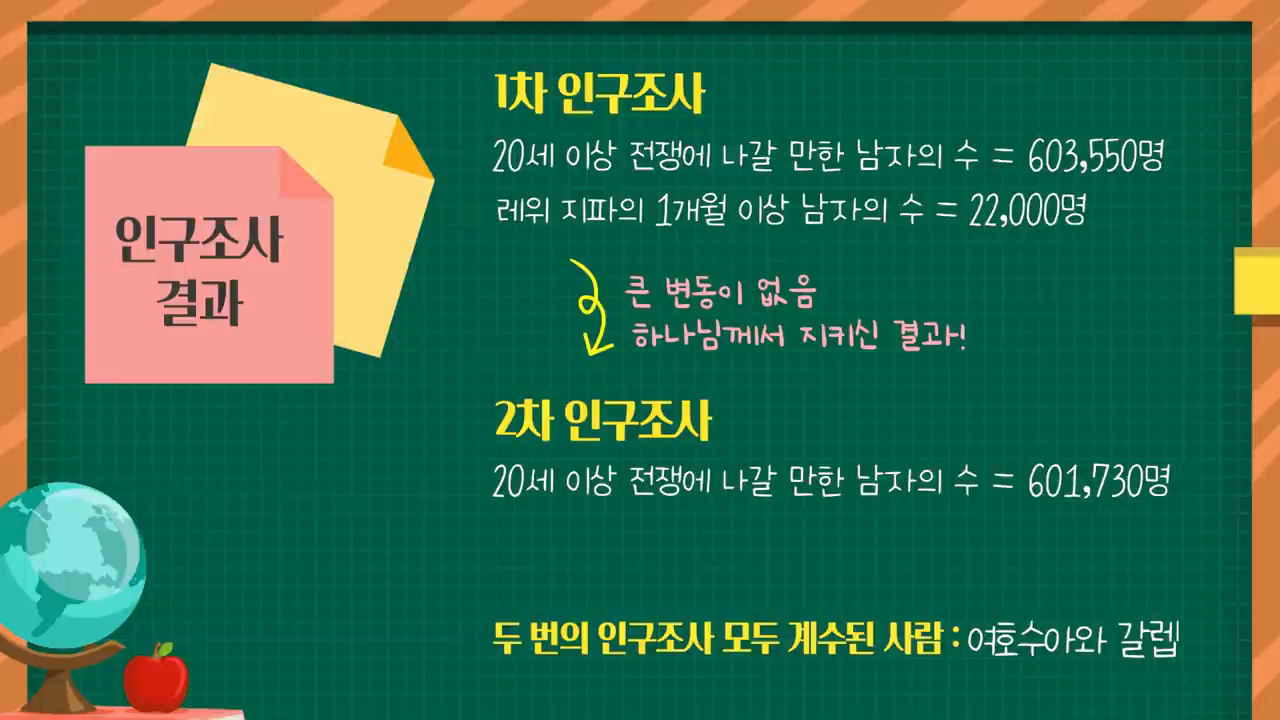 인구조사
결과
1차 인구조사
20세 이상 전쟁에 나갈 만한 남자의 수 = 603,550명
레위 지파의 1개월 이상 남자의 수 = 22,000명
큰 변동이 없음
하나님께서 지키신 결과!
2차 인구조사
20세 이상 전쟁에 나갈 만한 남자의 수 = 601,730명
두 번의 인구조사 모두 계수된 사람 : 여호수아와 갈렙